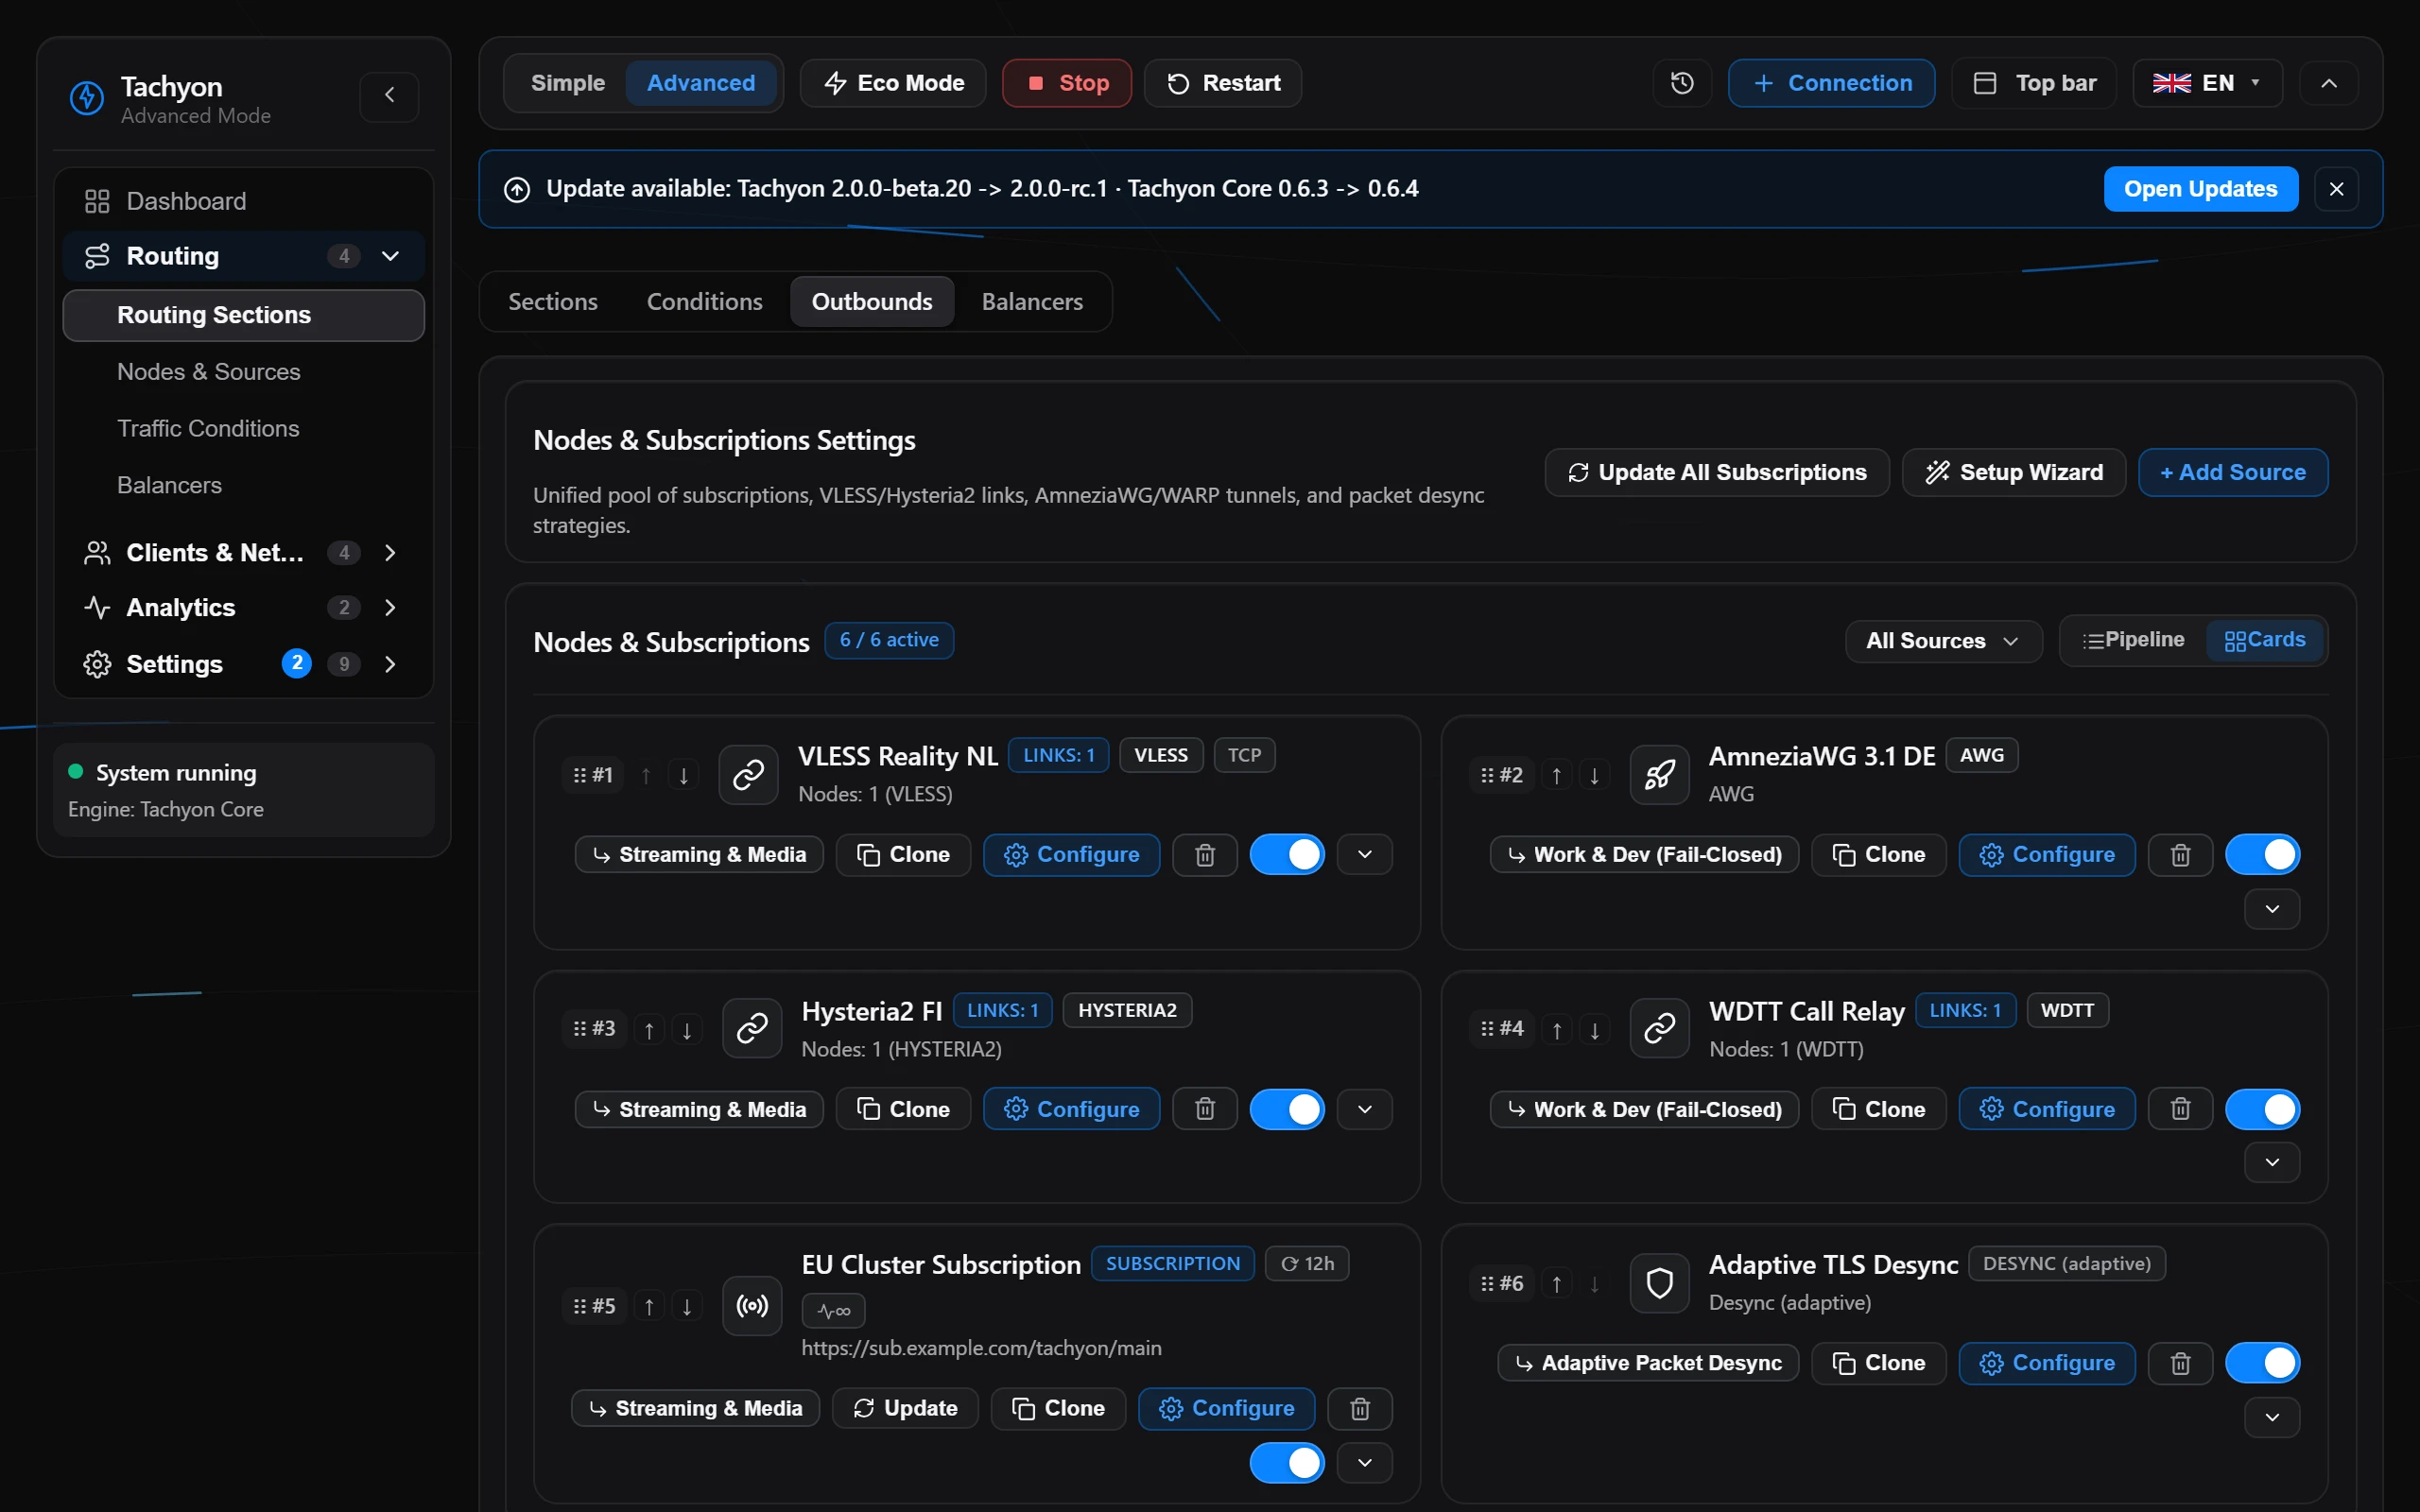 Tachyon
Advanced Mode
Dashboard
Routing 4
Routing Sections
Nodes & Sources
Traffic Conditions
Balancers
Clients & Net... 4
Analytics 2
Settings 2 9
System running
Engine: Tachyon Core
Simple Advanced Eco Mode Stop Restart + Connection Top bar EN
Update available: Tachyon 2.0.0-beta.20 -> 2.0.0-rc.1 · Tachyon Core 0.6.3 -> 0.6.4 Open Updates
Sections Conditions Outbounds Balancers
Nodes & Subscriptions Settings
Unified pool of subscriptions, VLESS/Hysteria2 links, AmneziaWG/WARP tunnels, and packet desync
strategies.
Update All Subscriptions Setup Wizard + Add Source
Nodes & Subscriptions 6 / 6 active All Sources Pipeline Cards
#1 ↑ ↓ VLESS Reality NL LINKS: 1 VLESS TCP
Nodes: 1 (VLESS)
Streaming & Media Clone Configure
#2 ↑ ↓ AmneziaWG 3.1 DE AWG
AWG
Work & Dev (Fail-Closed) Clone Configure
#3 ↑ ↓ Hysteria2 FI LINKS: 1 HYSTERIA2
Nodes: 1 (HYSTERIA2)
Streaming & Media Clone Configure
#4 ↑ ↓ WDTT Call Relay LINKS: 1 WDTT
Nodes: 1 (WDTT)
Work & Dev (Fail-Closed) Clone Configure
#5 ↑ ↓ EU Cluster Subscription SUBSCRIPTION 12h
∞
https://sub.example.com/tachyon/main
Streaming & Media Update Clone Configure
#6 ↑ ↓ Adaptive TLS Desync DESYNC (adaptive)
Desync (adaptive)
Adaptive Packet Desync Clone Configure